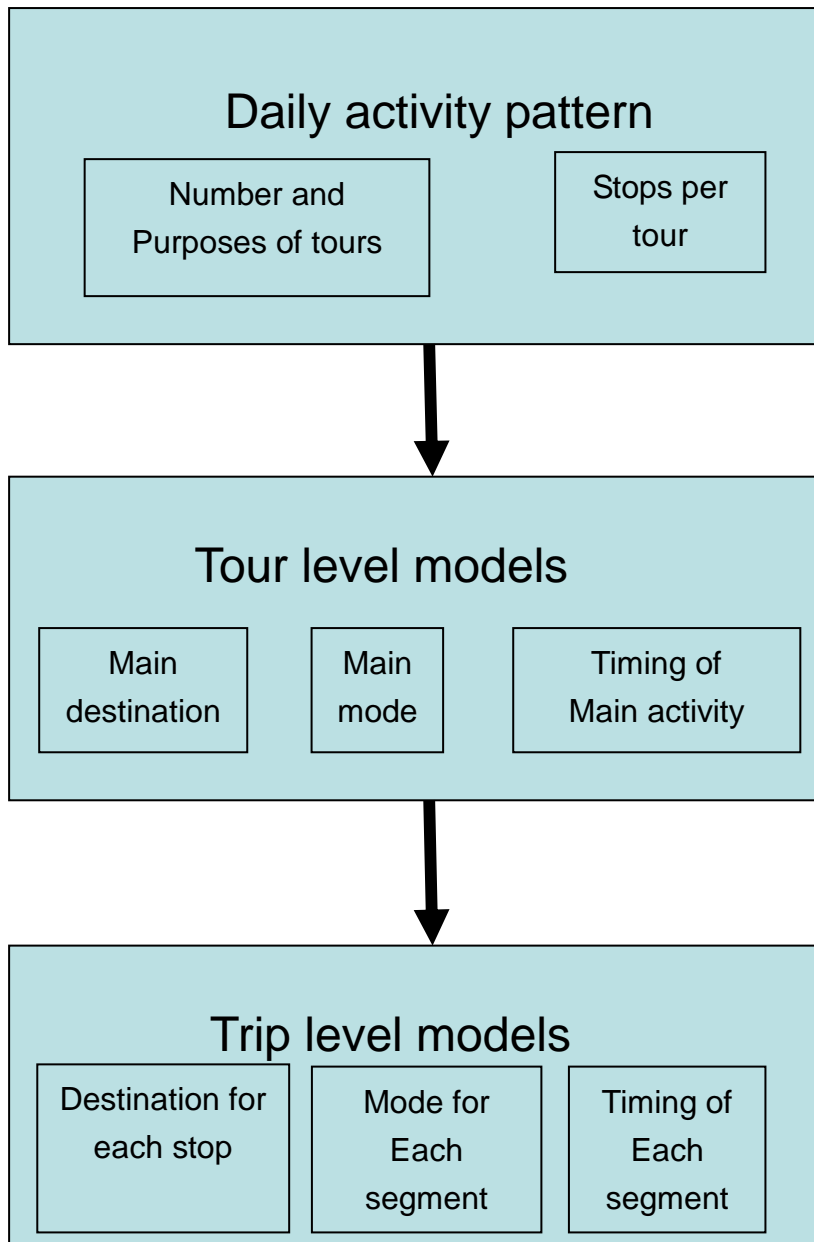 Daily activity pattern
Number and
Purposes of tours
Stops per
tour
Tour level models
Main
destination
Main
mode
Timing of
Main activity
Trip level models
Destination for
each stop
Mode for
Each
segment
Timing of
Each
segment